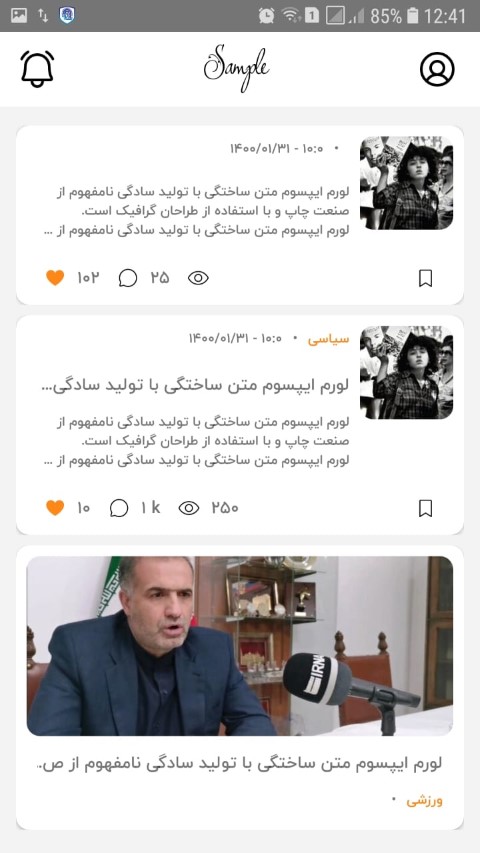 85% 12:41
Sample
• ۱۰:۰ - ۱۴۰۰/۰۱/۳۱
لورم ایپسوم متن ساختگی با تولید سادگی نامفهوم از
صنعت چاپ و با استفاده از طراحان گرافیک است.
لورم ایپسوم متن ساختگی با تولید سادگی نامفهوم از ...
۱۰۲ ۲۵
سیاسی • ۱۰:۰ - ۱۴۰۰/۰۱/۳۱
لورم ایپسوم متن ساختگی با تولید سادگی...
لورم ایپسوم متن ساختگی با تولید سادگی نامفهوم از
صنعت چاپ و با استفاده از طراحان گرافیک است.
لورم ایپسوم متن ساختگی با تولید سادگی نامفهوم از ...
۱۰ ۱ k ۲۵۰
IRNA
لورم ایپسوم متن ساختگی با تولید سادگی نامفهوم از ص..
ورزشی •